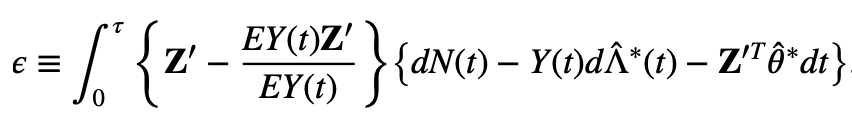 ϵ ≡ ∫₀^τ { 𝐙′ − EY(t)𝐙′ / EY(t) } {dN(t) − Y(t)dΛ̂*(t) − 𝐙′ᵀθ̂*dt}.